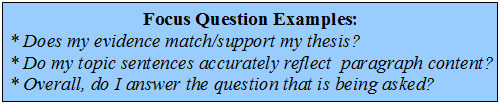 Focus Question Examples:
* Does my evidence match/support my thesis?
* Do my topic sentences accurately reflect paragraph content?
* Overall, do I answer the question that is being asked?